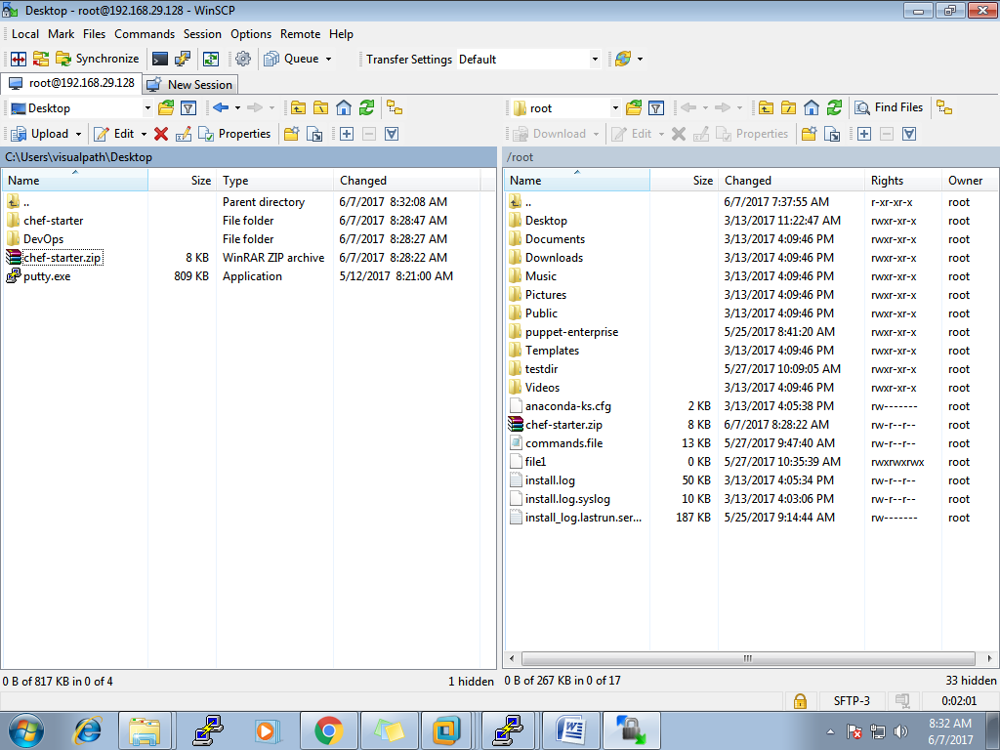 Desktop - root@192.168.29.128 - WinSCP
Local Mark Files Commands Session Options Remote Help
Synchronize Queue Transfer Settings Default
root@192.168.29.128 New Session
Desktop root Find Files
Upload Edit Properties Download Edit Properties
C:\Users\visualpath\Desktop /root
Name Size Type Changed Name Size Changed Rights Owner
.. Parent directory 6/7/2017 8:32:08 AM .. 6/7/2017 7:37:55 AM r-xr-xr-x root
chef-starter File folder 6/7/2017 8:28:47 AM Desktop 3/13/2017 11:22:47 AM rwxr-xr-x root
DevOps File folder 6/7/2017 8:28:27 AM Documents 3/13/2017 4:09:46 PM rwxr-xr-x root
chef-starter.zip 8 KB WinRAR ZIP archive 6/7/2017 8:28:22 AM Downloads 3/13/2017 4:09:46 PM rwxr-xr-x root
putty.exe 809 KB Application 5/12/2017 8:21:00 AM Music 3/13/2017 4:09:46 PM rwxr-xr-x root
Pictures 3/13/2017 4:09:46 PM rwxr-xr-x root
Public 3/13/2017 4:09:46 PM rwxr-xr-x root
puppet-enterprise 5/25/2017 8:41:20 AM rwxr-xr-x root
Templates 3/13/2017 4:09:46 PM rwxr-xr-x root
testdir 5/27/2017 10:09:05 AM rwxr-xr-x root
Videos 3/13/2017 4:09:46 PM rwxr-xr-x root
anaconda-ks.cfg 2 KB 3/13/2017 4:05:38 PM rw------- root
chef-starter.zip 8 KB 6/7/2017 8:28:22 AM rw-r--r-- root
commands.file 13 KB 5/27/2017 9:47:40 AM rw-r--r-- root
file1 0 KB 5/27/2017 10:35:39 AM rwxrwxrwx root
install.log 50 KB 3/13/2017 4:05:34 PM rw-r--r-- root
install.log.syslog 10 KB 3/13/2017 4:03:06 PM rw-r--r-- root
install_log.lastrun.ser... 187 KB 5/25/2017 9:14:44 AM rw------- root
0 B of 817 KB in 0 of 4 1 hidden 0 B of 267 KB in 0 of 17 33 hidden
SFTP-3 0:02:01
8:32 AM
6/7/2017